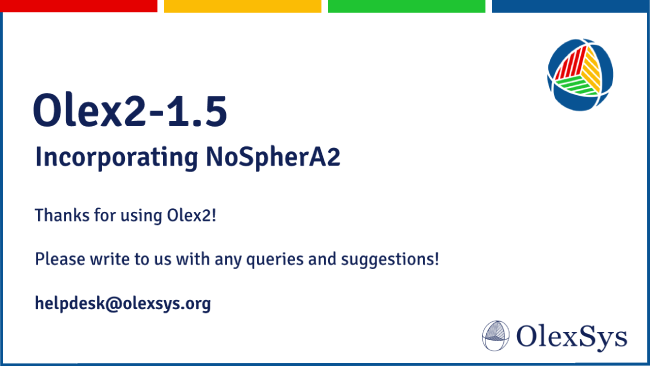 Olex2-1.5
Incorporating NoSpherA2
Thanks for using Olex2!
Please write to us with any queries and suggestions!
helpdesk@olexsys.org
OlexSys